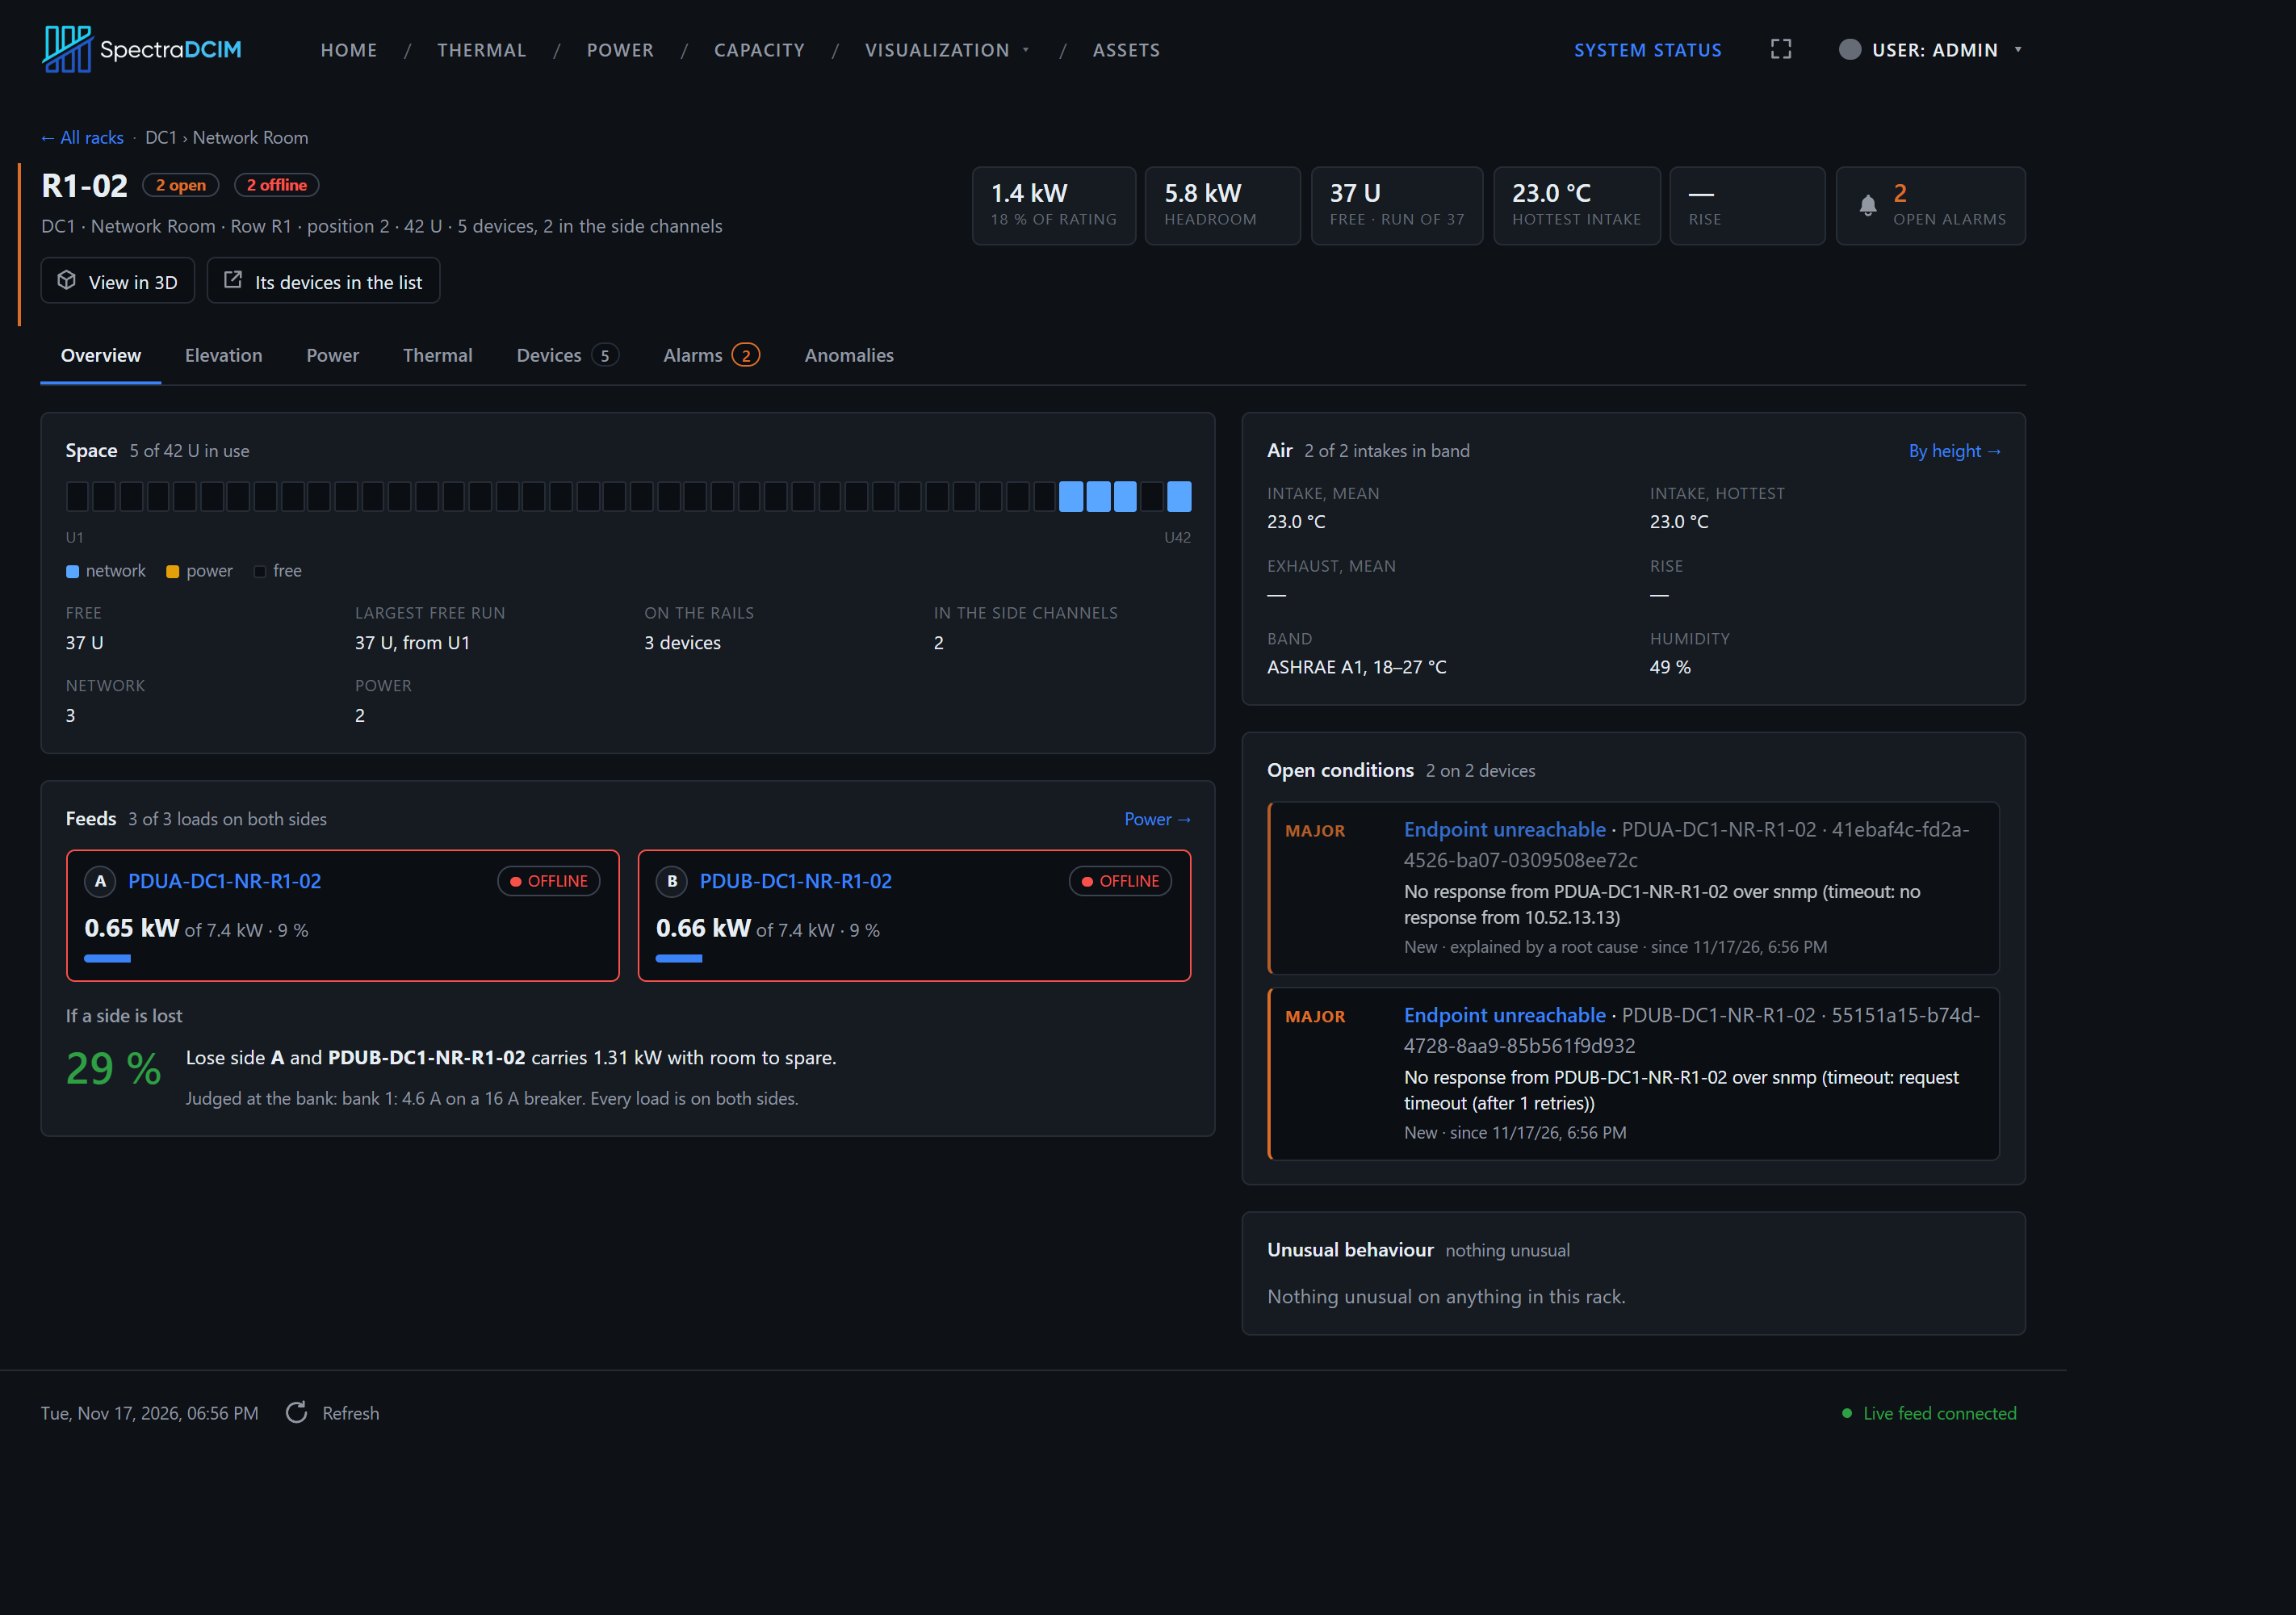 SpectraDCIM
HOME / THERMAL / POWER / CAPACITY / VISUALIZATION ▾ / ASSETS
SYSTEM STATUS
USER: ADMIN ▾
← All racks · DC1 › Network Room
R1-02 2 open 2 offline
DC1 · Network Room · Row R1 · position 2 · 42 U · 5 devices, 2 in the side channels
View in 3D
Its devices in the list
1.4 kW
18 % OF RATING
5.8 kW
HEADROOM
37 U
FREE · RUN OF 37
23.0 °C
HOTTEST INTAKE
—
RISE
2
OPEN ALARMS
Overview Elevation Power Thermal Devices 5 Alarms 2 Anomalies
Space 5 of 42 U in use
U1 U42
network power free
FREE LARGEST FREE RUN ON THE RAILS IN THE SIDE CHANNELS
37 U 37 U, from U1 3 devices 2
NETWORK POWER
3 2
Feeds 3 of 3 loads on both sides Power →
A PDUA-DC1-NR-R1-02 OFFLINE
0.65 kW of 7.4 kW · 9 %
B PDUB-DC1-NR-R1-02 OFFLINE
0.66 kW of 7.4 kW · 9 %
If a side is lost
29 %
Lose side A and PDUB-DC1-NR-R1-02 carries 1.31 kW with room to spare.
Judged at the bank: bank 1: 4.6 A on a 16 A breaker. Every load is on both sides.
Air 2 of 2 intakes in band By height →
INTAKE, MEAN INTAKE, HOTTEST
23.0 °C 23.0 °C
EXHAUST, MEAN RISE
— —
BAND HUMIDITY
ASHRAE A1, 18–27 °C 49 %
Open conditions 2 on 2 devices
MAJOR
Endpoint unreachable · PDUA-DC1-NR-R1-02 · 41ebaf4c-fd2a-
4526-ba07-0309508ee72c
No response from PDUA-DC1-NR-R1-02 over snmp (timeout: no
response from 10.52.13.13)
New · explained by a root cause · since 11/17/26, 6:56 PM
MAJOR
Endpoint unreachable · PDUB-DC1-NR-R1-02 · 55151a15-b74d-
4728-8aa9-85b561f9d932
No response from PDUB-DC1-NR-R1-02 over snmp (timeout: request
timeout (after 1 retries))
New · since 11/17/26, 6:56 PM
Unusual behaviour nothing unusual
Nothing unusual on anything in this rack.
Tue, Nov 17, 2026, 06:56 PM Refresh
Live feed connected